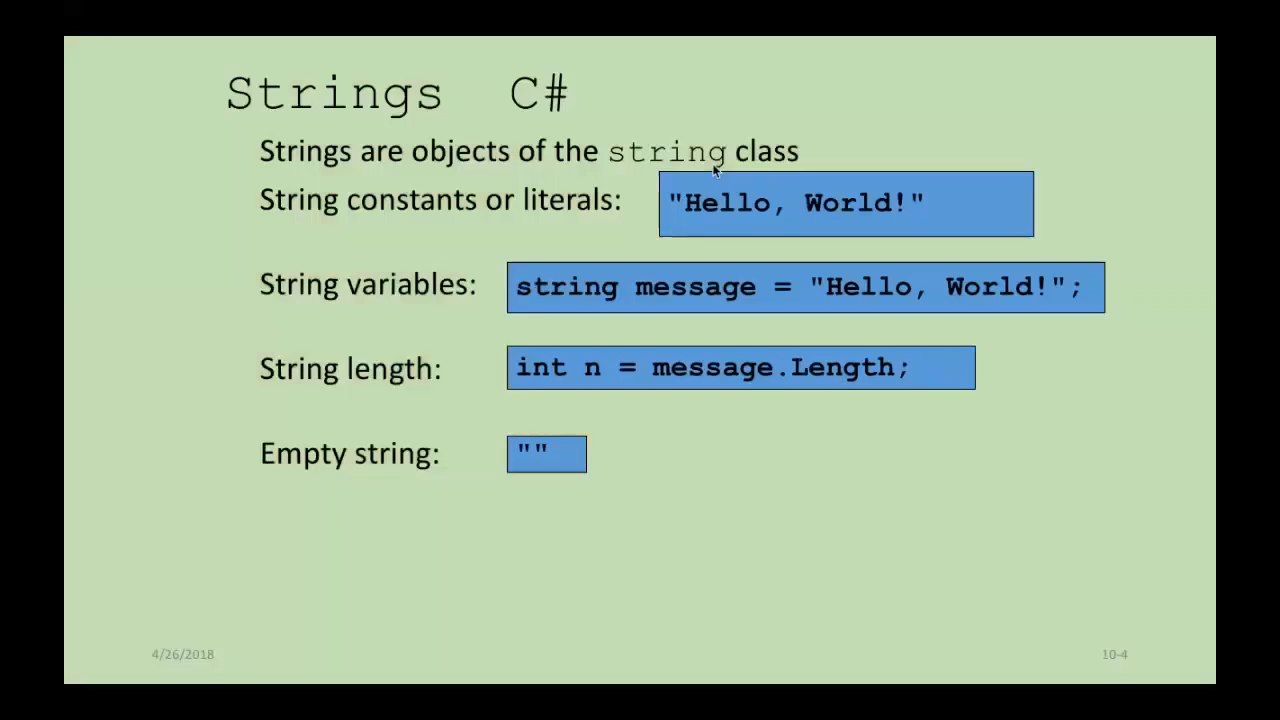 Strings C#
Strings are objects of the string class
String constants or literals: "Hello, World!"
String variables: string message = "Hello, World!";
String length: int n = message.Length;
Empty string: ""
4/26/2018 10-4